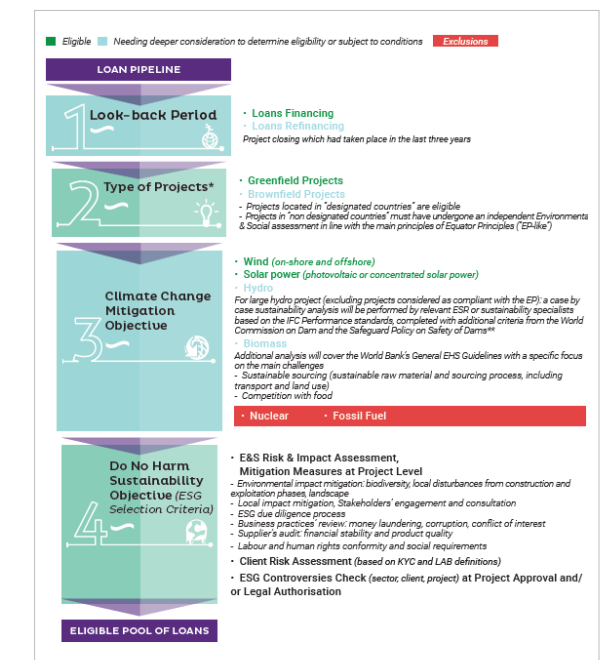 Eligible Needing deeper consideration to determine eligibility or subject to conditions Exclusions
LOAN PIPELINE
1 Look-back Period
• Loans Financing
• Loans Refinancing
Project closing which had taken place in the last three years
2 Type of Projects*
• Greenfield Projects
• Brownfield Projects
- Projects located in "designated countries" are eligible
- Projects in "non designated countries" must have undergone an independent Environmenta
& Social assessment in line with the main principles of Equator Principles ("EP-like")
3 Climate Change
Mitigation
Objective
• Wind (on-shore and offshore)
• Solar power (photovoltaic or concentrated solar power)
• Hydro
For large hydro project (excluding projects considered as compliant with the EP): a case by
case sustainability analysis will be performed by relevant ESR or sustainability specialists
based on the IFC Performance standards, completed with additional criteria from the World
Commission on Dam and the Safeguard Policy on Safety of Dams**
• Biomass
Additional analysis will cover the World Bank's General EHS Guidelines with a specific focus
on the main challenges
- Sustainable sourcing (sustainable raw material and sourcing process, including
transport and land use)
- Competition with food
• Nuclear • Fossil Fuel
4 Do No Harm
Sustainability
Objective (ESG
Selection Criteria)
• E&S Risk & Impact Assessment,
Mitigation Measures at Project Level
- Environmental impact mitigation: biodiversity, local disturbances from construction and
exploitation phases, landscape
- Local impact mitigation, Stakeholders' engagement and consultation
- ESG due diligence process
- Business practices' review: money laundering, corruption, conflict of interest
- Supplier's audit: financial stability and product quality
- Labour and human rights conformity and social requirements
• Client Risk Assessment (based on KYC and LAB definitions)
• ESG Controversies Check (sector, client, project) at Project Approval and/
or Legal Authorisation
ELIGIBLE POOL OF LOANS